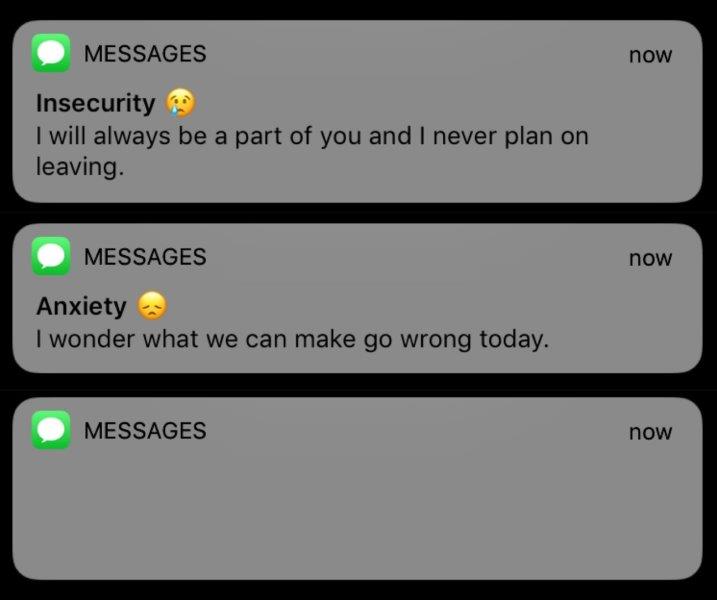 MESSAGES now
Insecurity 😢
I will always be a part of you and I never plan on
leaving.
MESSAGES now
Anxiety 😞
I wonder what we can make go wrong today.
MESSAGES now